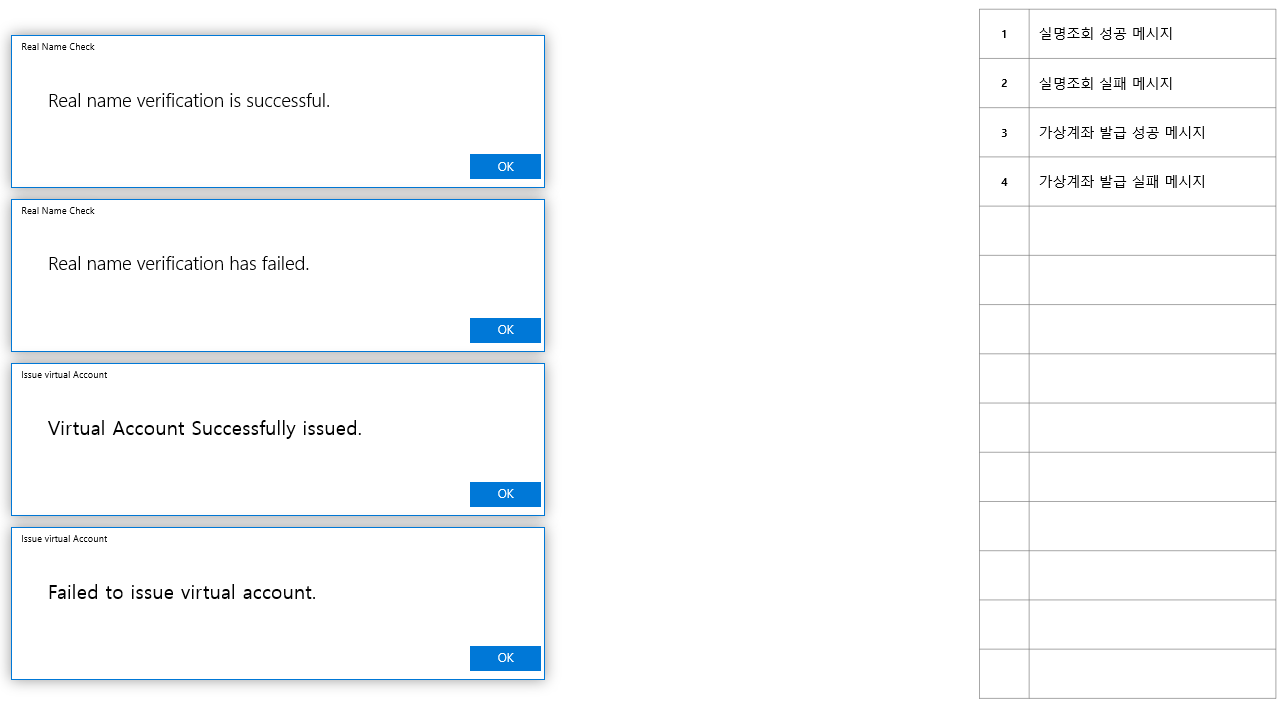 Real Name Check
Real name verification is successful.
OK
Real Name Check
Real name verification has failed.
OK
Issue virtual Account
Virtual Account Successfully issued.
OK
Issue virtual Account
Failed to issue virtual account.
OK
1 실명조회 성공 메시지
2 실명조회 실패 메시지
3 가상계좌 발급 성공 메시지
4 가상계좌 발급 실패 메시지